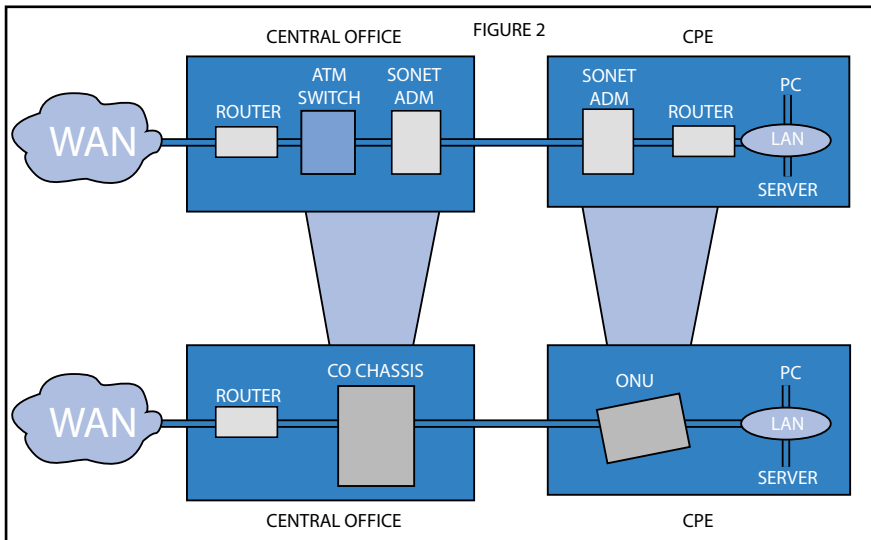 CENTRAL OFFICE
FIGURE 2
CPE
WAN
ROUTER
ATM
SWITCH
SONET
ADM
SONET
ADM
ROUTER
PC
LAN
SERVER
WAN
ROUTER
CO CHASSIS
ONU
PC
LAN
SERVER
CENTRAL OFFICE
CPE